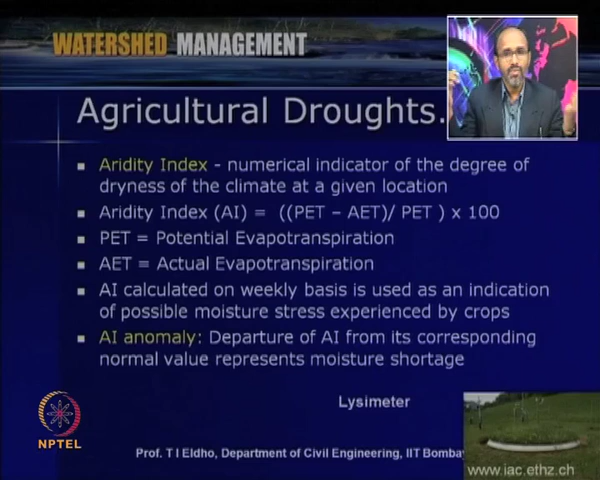 WATERSHED MANAGEMENT
Agricultural Droughts.
Aridity Index - numerical indicator of the degree of
dryness of the climate at a given location
Aridity Index (AI) = ((PET – AET)/ PET ) x 100
PET = Potential Evapotranspiration
AET = Actual Evapotranspiration
AI calculated on weekly basis is used as an indication
of possible moisture stress experienced by crops
AI anomaly: Departure of AI from its corresponding
normal value represents moisture shortage
Lysimeter
NPTEL
Prof. T I Eldho, Department of Civil Engineering, IIT Bombay
www.iac.ethz.ch